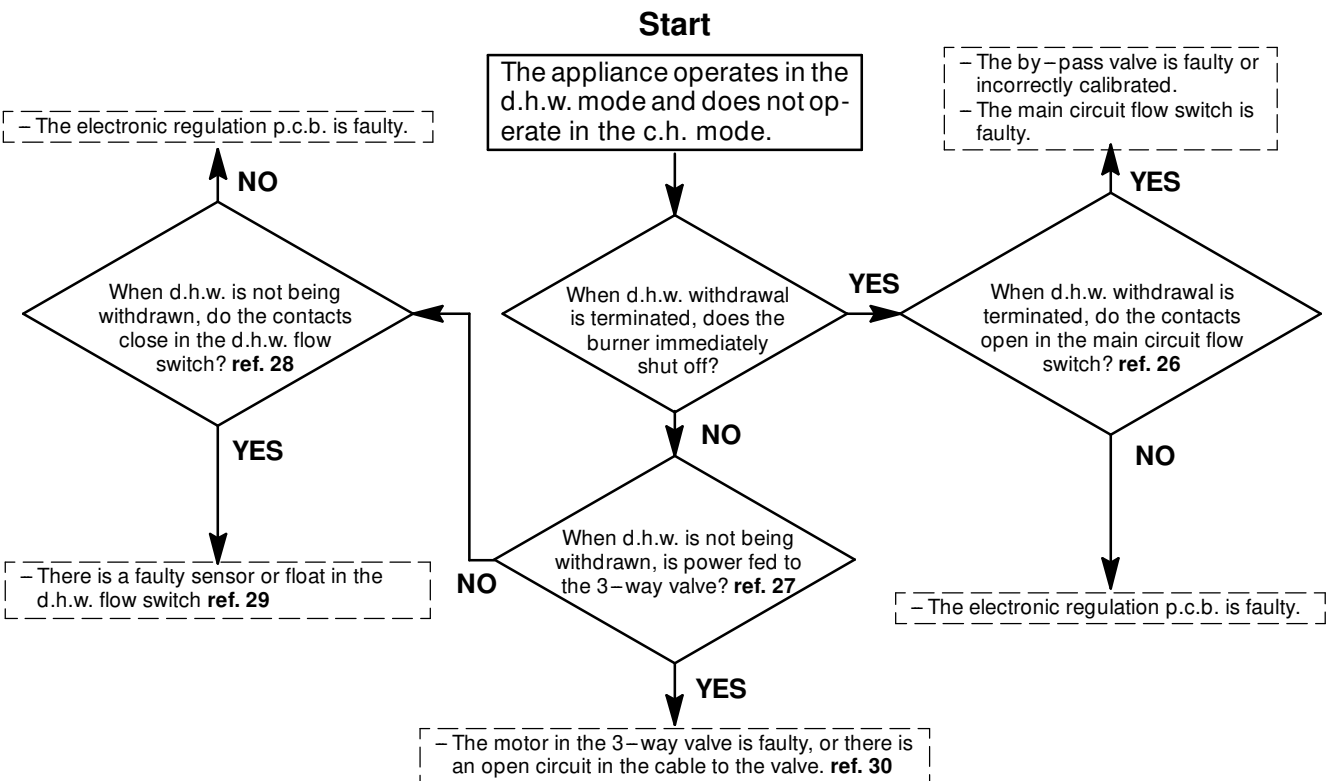 Start
The appliance operates in the
d.h.w. mode and does not op-
erate in the c.h. mode.
– The by–pass valve is faulty or
incorrectly calibrated.
– The main circuit flow switch is
faulty.
– The electronic regulation p.c.b. is faulty.
NO
YES
When d.h.w. is not being
withdrawn, do the contacts
close in the d.h.w. flow
switch? ref. 28
When d.h.w. withdrawal
is terminated, does the
burner immediately
shut off?
YES
When d.h.w. withdrawal is
terminated, do the contacts
open in the main circuit flow
switch? ref. 26
YES
NO
NO
When d.h.w. is not being
withdrawn, is power fed to
the 3–way valve? ref. 27
NO
– There is a faulty sensor or float in the
d.h.w. flow switch ref. 29
– The electronic regulation p.c.b. is faulty.
YES
– The motor in the 3–way valve is faulty, or there is
an open circuit in the cable to the valve. ref. 30